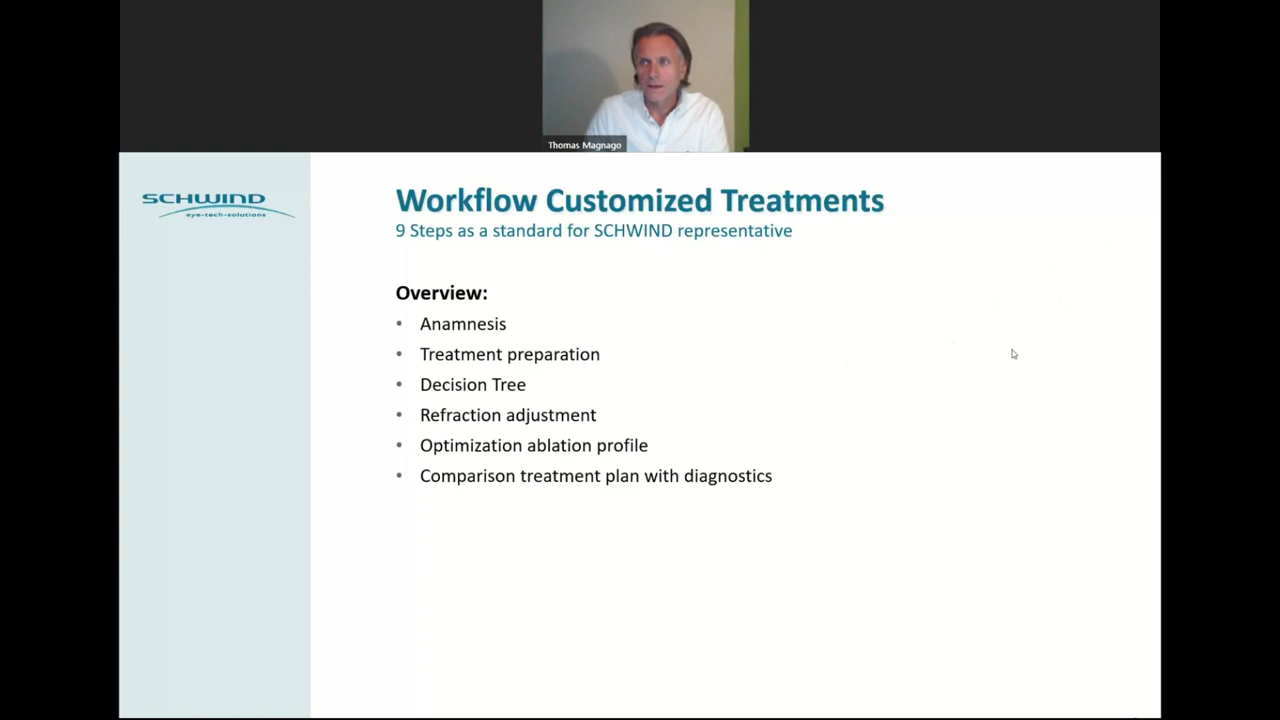 Thomas Magnago
SCHWIND
eye-tech-solutions
Workflow Customized Treatments
9 Steps as a standard for SCHWIND representative
Overview:
• Anamnesis
• Treatment preparation
• Decision Tree
• Refraction adjustment
• Optimization ablation profile
• Comparison treatment plan with diagnostics